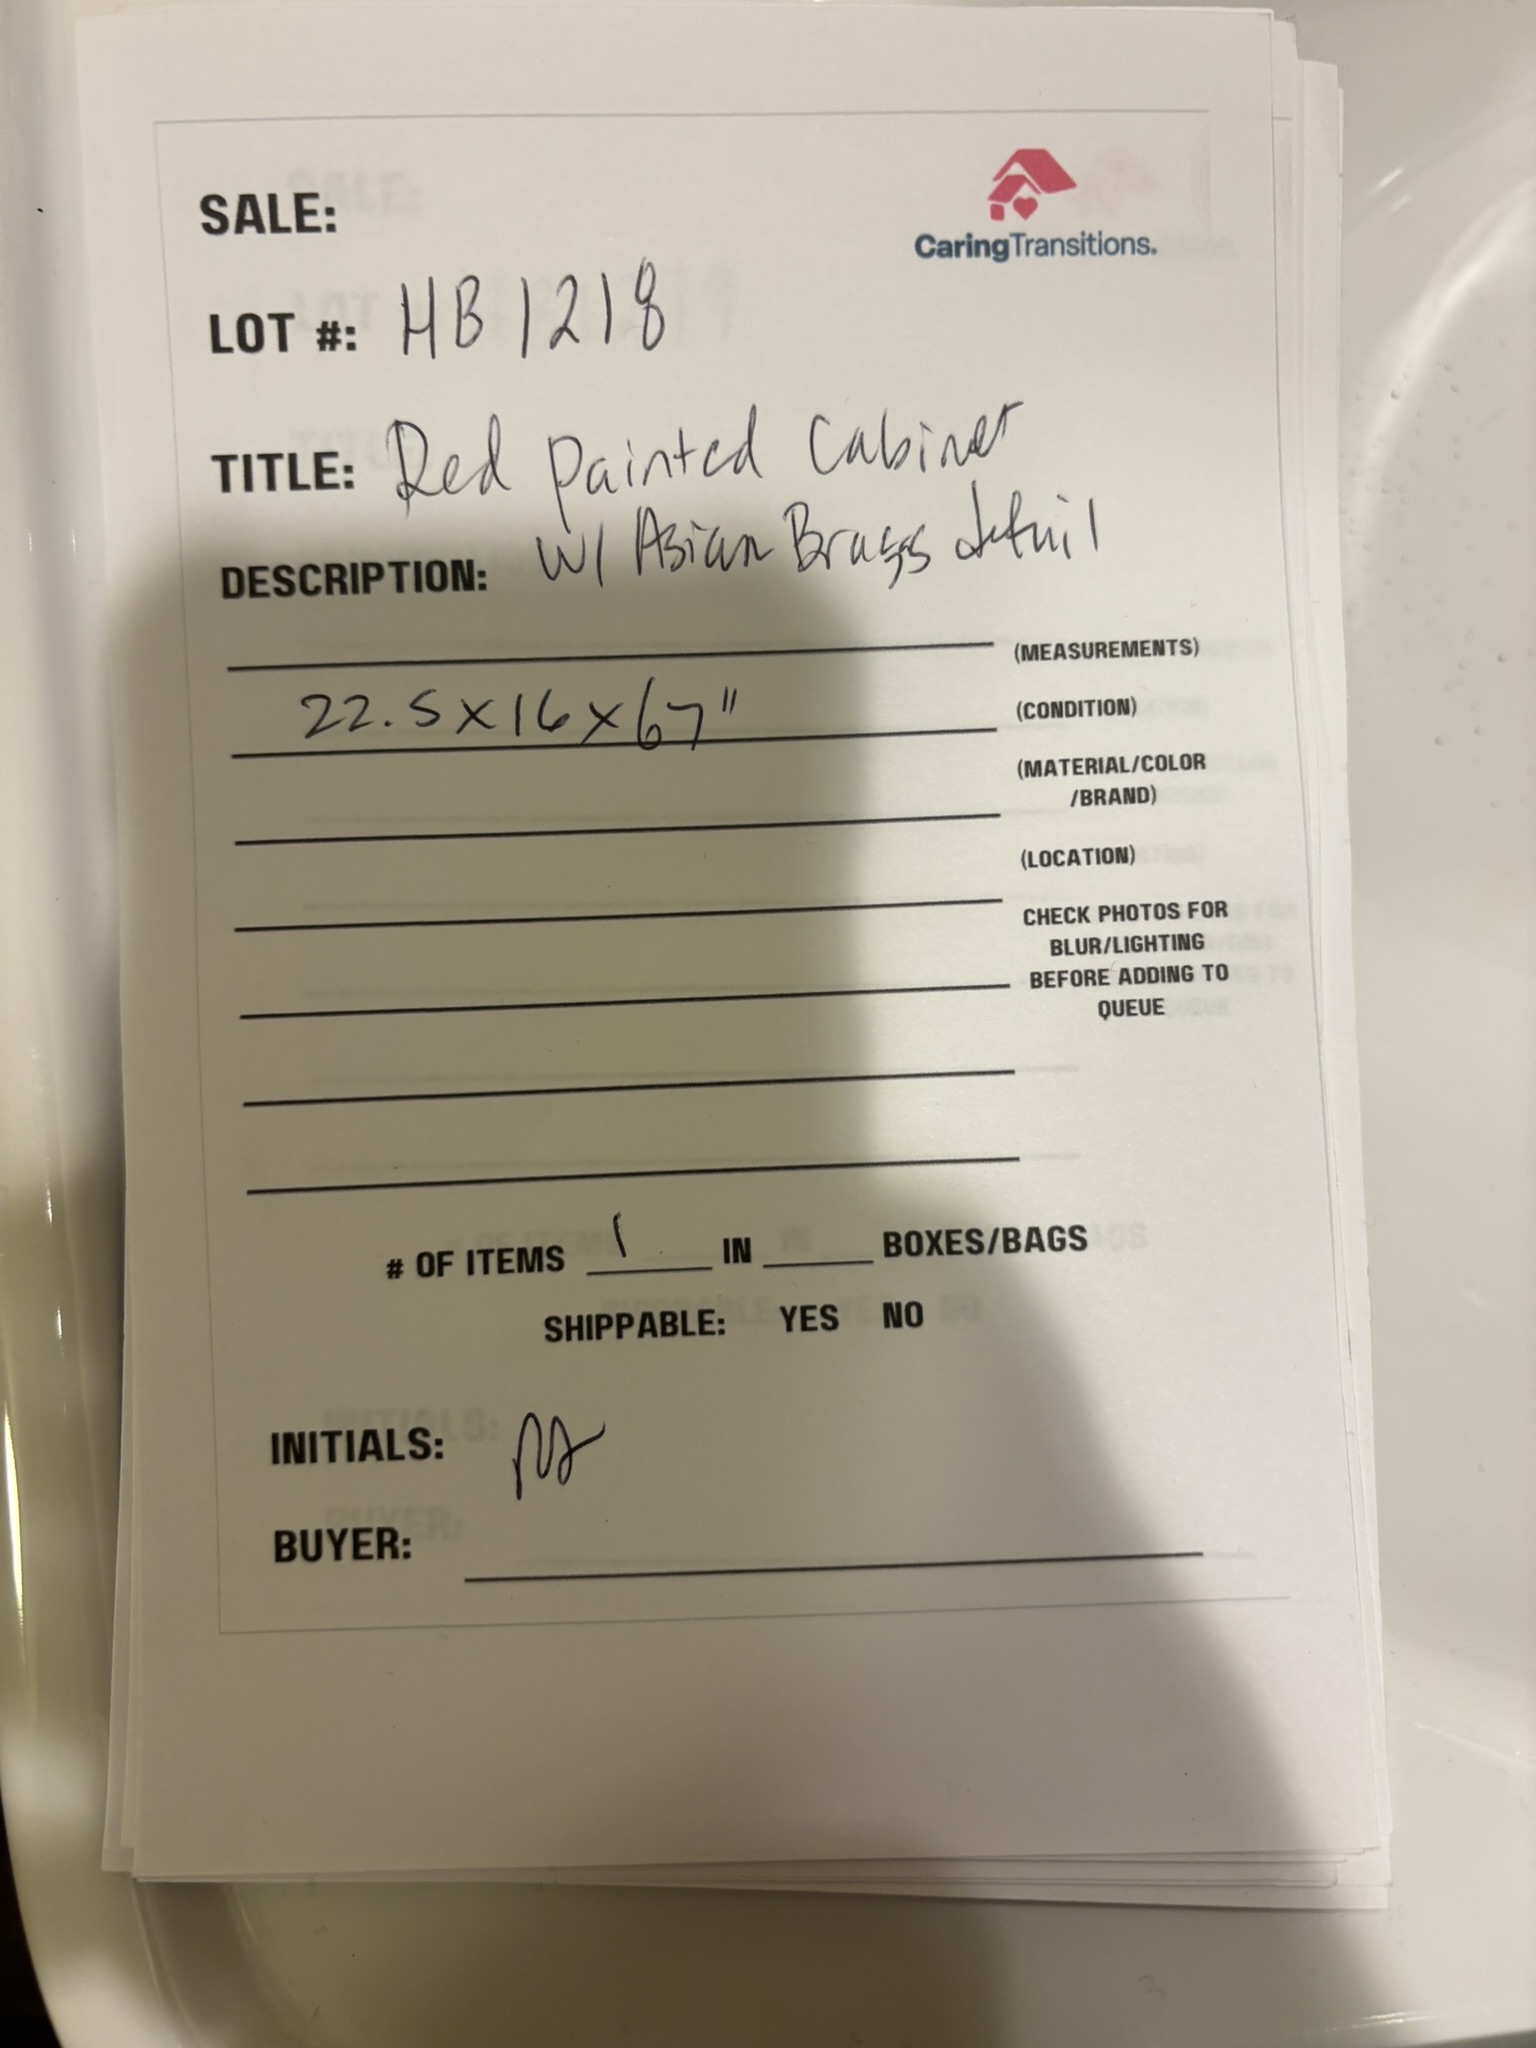 SALE:
CaringTransitions.
LOT #: HB1218
TITLE: Red painted Cabinet
w/ Asian Brass detail
DESCRIPTION:
(MEASUREMENTS)
22.5x16x67"
(CONDITION)
(MATERIAL/COLOR
/BRAND)
(LOCATION)
CHECK PHOTOS FOR
BLUR/LIGHTING
BEFORE ADDING TO
QUEUE
# OF ITEMS 1 IN ___ BOXES/BAGS
SHIPPABLE: YES NO
INITIALS:
BUYER: